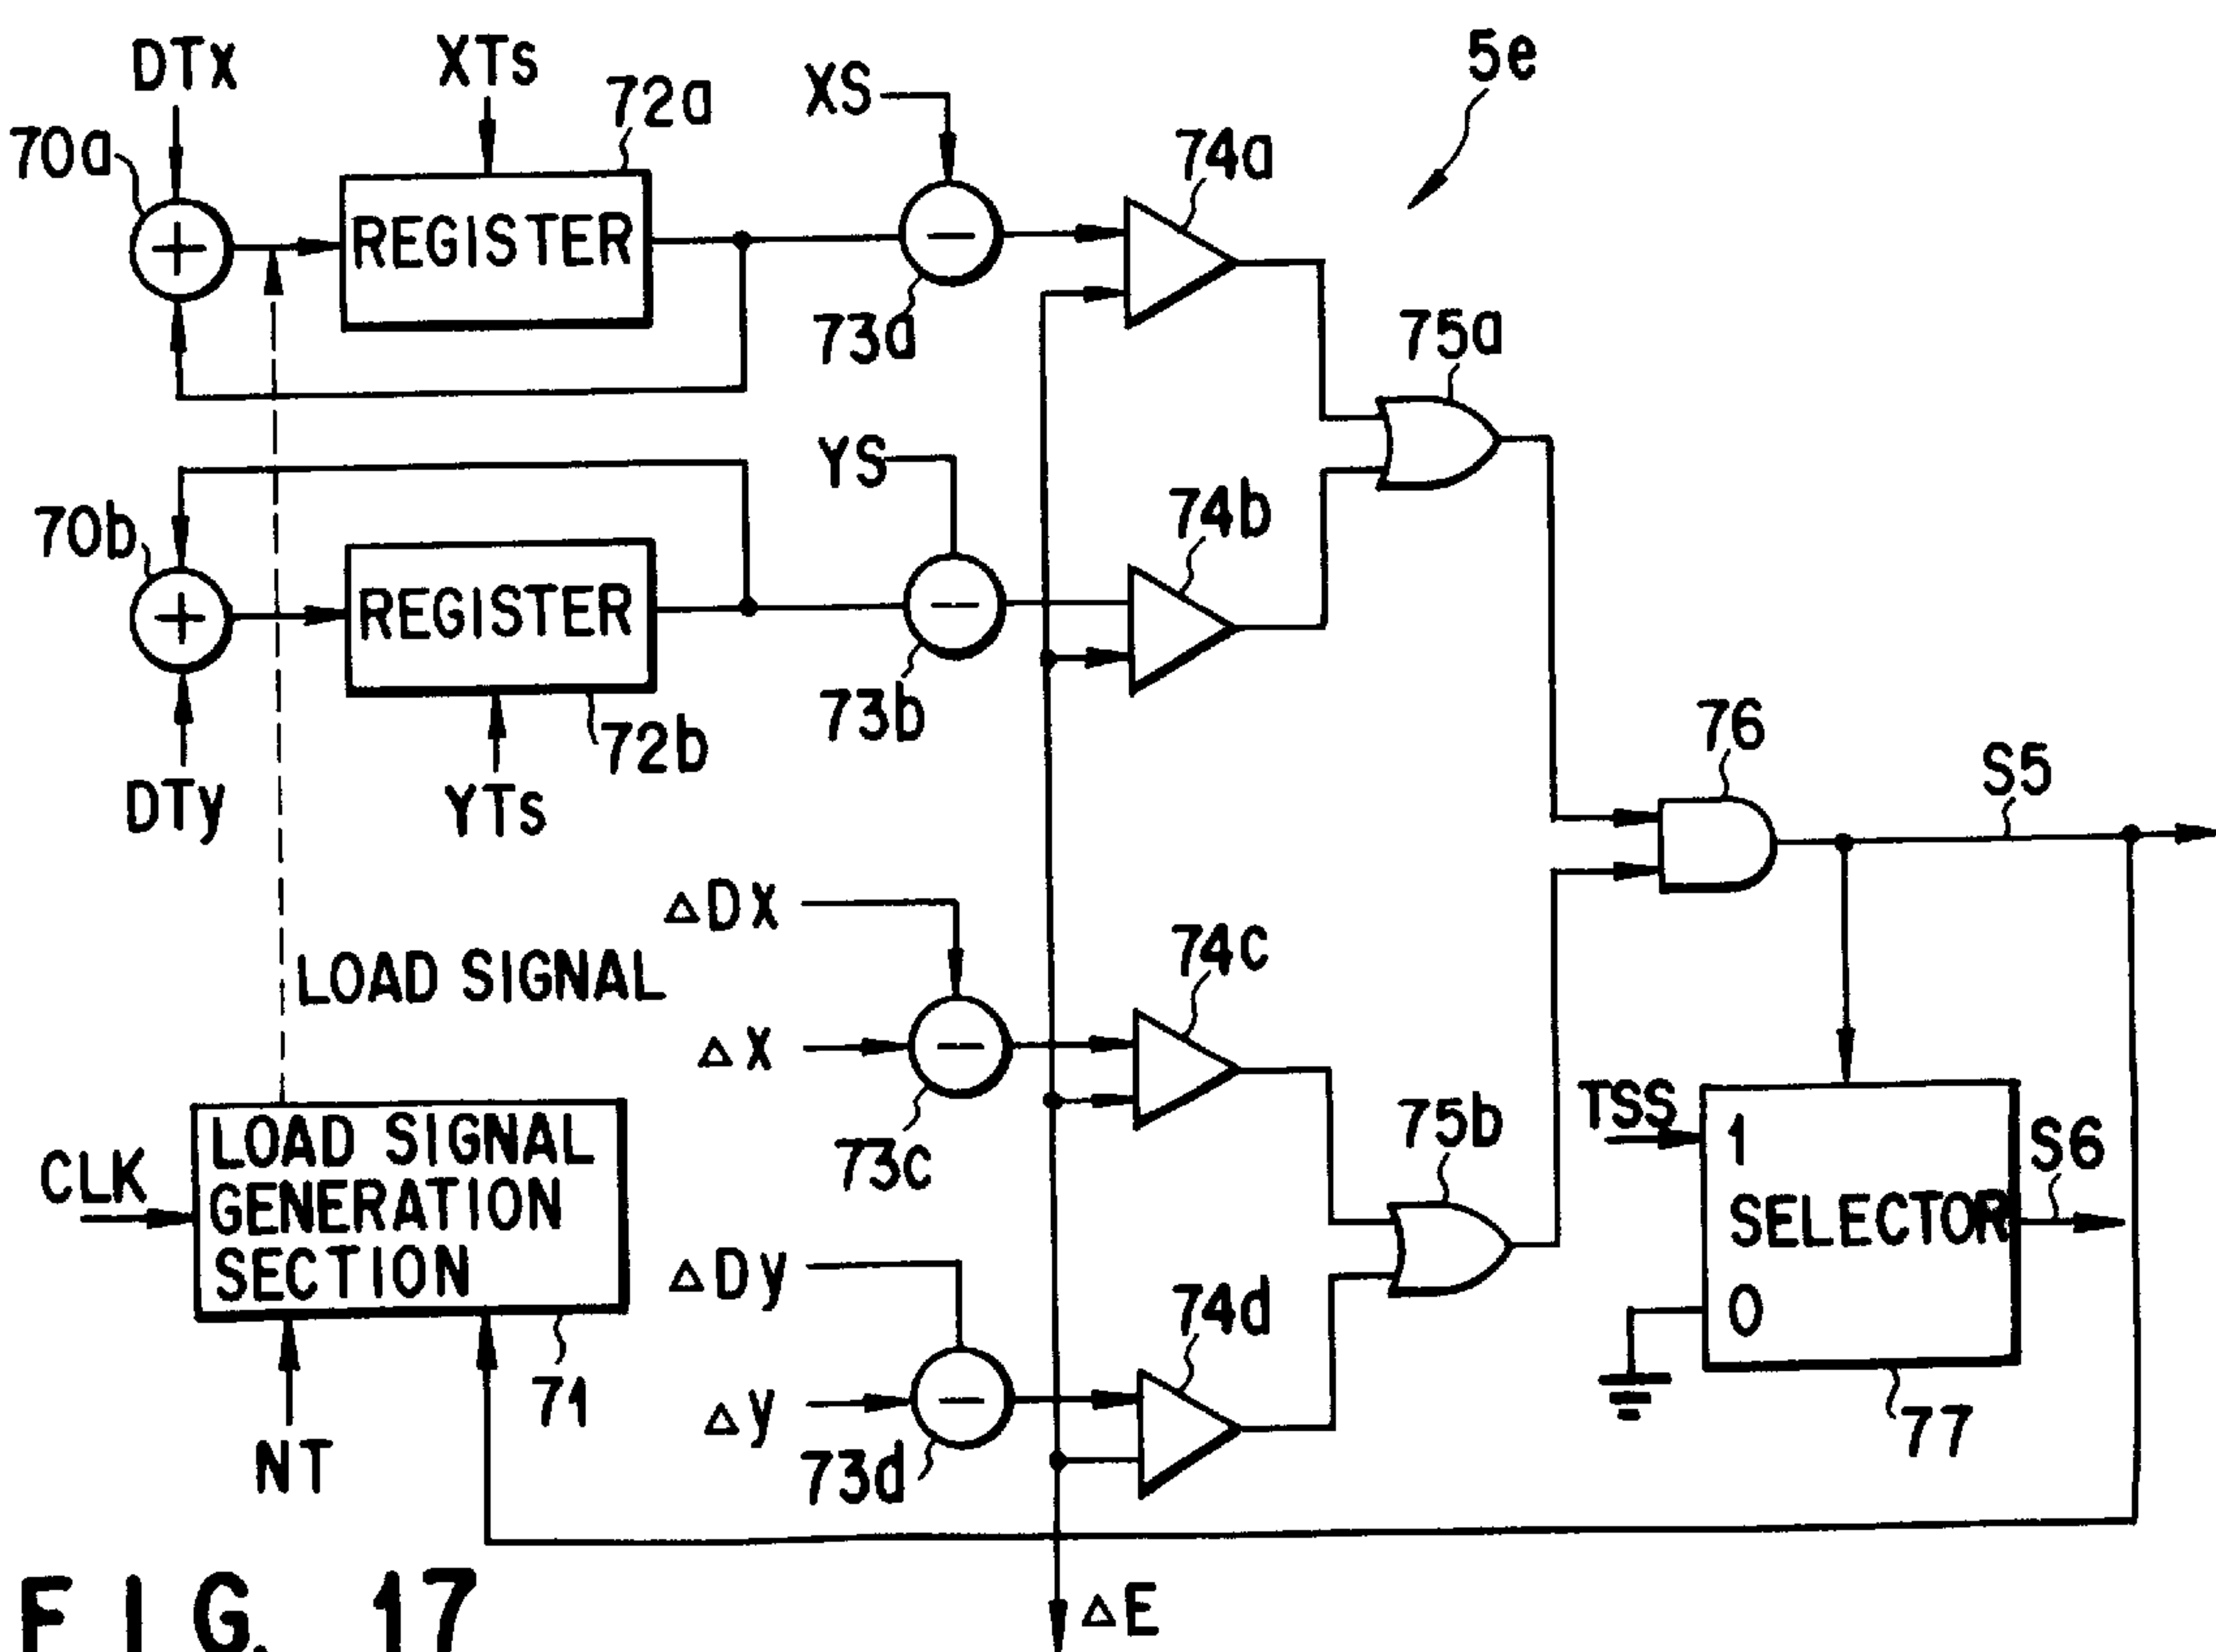 DTx
XTs
72a
XS
5e
70a
74a
+
REGISTER
−
73a
75a
YS
70b
74b
+
REGISTER
−
73b
72b
76
S5
DTy
YTs
ΔDx
74c
LOAD SIGNAL
Δx
−
TSS
75b
1
S6
LOAD SIGNAL
GENERATION
SECTION
CLK
73c
SELECTOR
ΔDy
74d
0
71
Δy
−
77
NT
73d
FIG. 17
ΔE